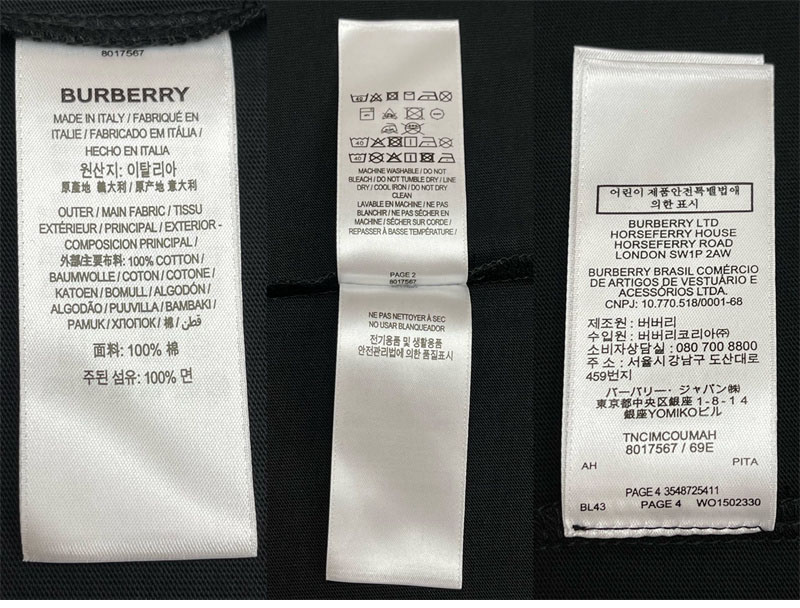 8017567
BURBERRY
MADE IN ITALY / FABRIQUÉ EN
ITALIE / FABRICADO EM ITÁLIA /
HECHO EN ITALIA
원산지: 이탈리아
原產地 義大利 / 原产地 意大利
OUTER / MAIN FABRIC / TISSU
EXTÉRIEUR / PRINCIPAL / EXTERIOR -
COMPOSICION PRINCIPAL /
外部/主要布料: 100% COTTON /
BAUMWOLLE / COTON / COTONE /
KATOEN / BOMULL / ALGODÓN /
ALGODÃO / PUUVILLA / BAMBAKI /
PAMUK / ХЛОПОК / 棉 / قطن
面料: 100% 棉
주된 섬유: 100% 면
MACHINE WASHABLE / DO NOT
BLEACH / DO NOT TUMBLE DRY / LINE
DRY / COOL IRON / DO NOT DRY
CLEAN
LAVABLE EN MACHINE / NE PAS
BLANCHIR / NE PAS SÉCHER EN
MACHINE / SÉCHER SUR CORDE /
REPASSER À BASSE TEMPÉRATURE /
PAGE 2
8017567
NE PAS NETTOYER À SEC
NO USAR BLANQUEADOR
전기용품 및 생활용품
안전관리법에 의한 품질표시
어린이 제품안전특별법에
의한 표시
BURBERRY LTD
HORSEFERRY HOUSE
HORSEFERRY ROAD
LONDON SW1P 2AW
BURBERRY BRASIL COMÉRCIO
DE ARTIGOS DE VESTUÁRIO E
ACESSÓRIOS LTDA.
CNPJ: 10.770.518/0001-68
제조원 : 버버리
수입원 : 버버리코리아㈜
소비자상담실 : 080 700 8800
주 소 : 서울시강남구 도산대로
459번지
バーバリー・ジャパン㈱
東京都中央区銀座 1-8-14
銀座YOMIKOビル
TNCIMCOUMAH
8017567 / 69E
AH PITA
PAGE 4 3548725411
BL43 PAGE 4 WO1502330